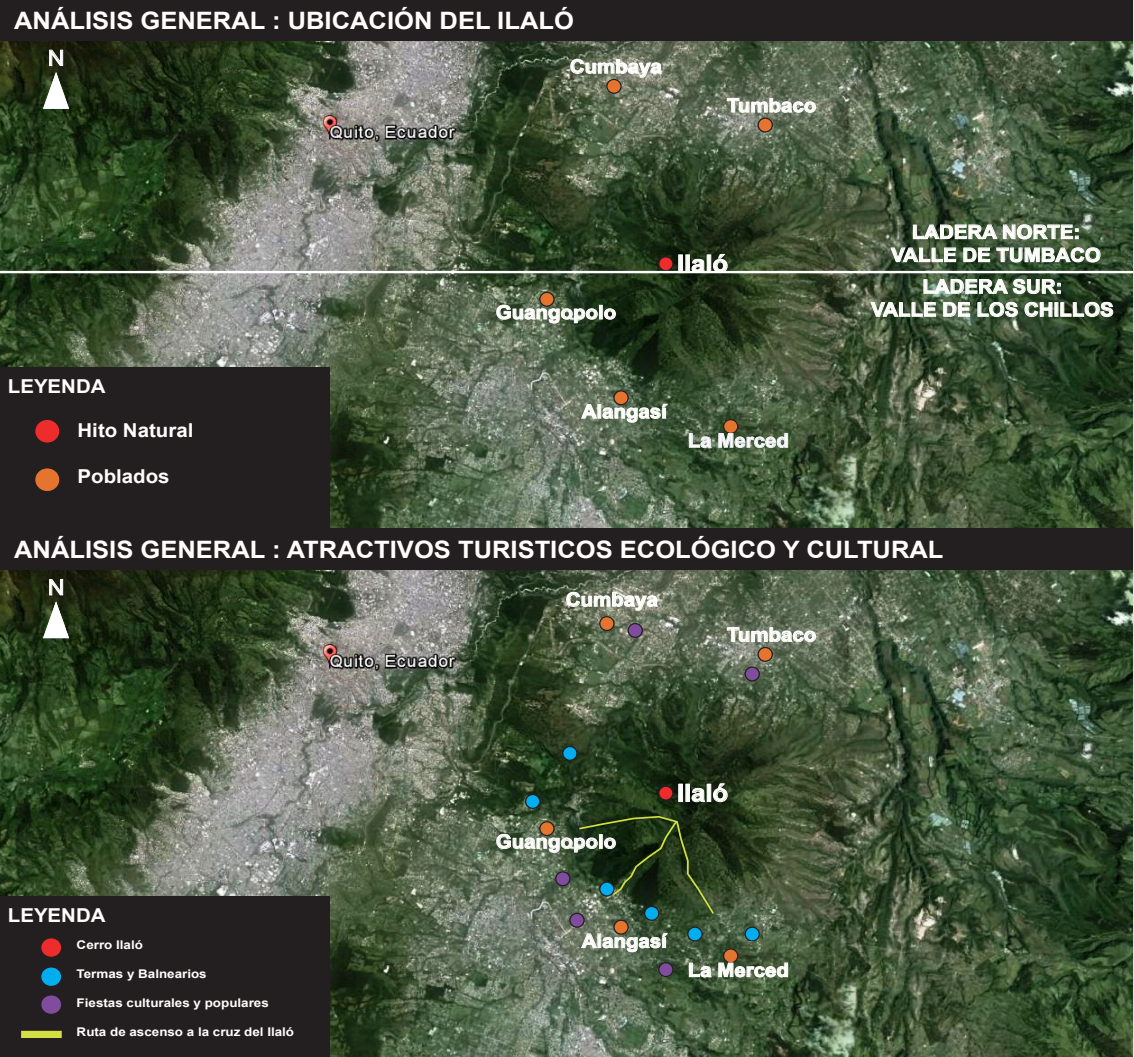 ANÁLISIS GENERAL : UBICACIÓN DEL ILALÓ
N
Cumbaya
Tumbaco
Quito, Ecuador
LADERA NORTE:
VALLE DE TUMBACO
Ilaló
LADERA SUR:
VALLE DE LOS CHILLOS
Guangopolo
LEYENDA
Hito Natural
Poblados
Alangasí
La Merced
ANÁLISIS GENERAL : ATRACTIVOS TURISTICOS ECOLÓGICO Y CULTURAL
N
Cumbaya
Tumbaco
Quito, Ecuador
Ilaló
Guangopolo
Alangasí
La Merced
LEYENDA
Cerro Ilaló
Termas y Balnearios
Fiestas culturales y populares
Ruta de ascenso a la cruz del Ilaló